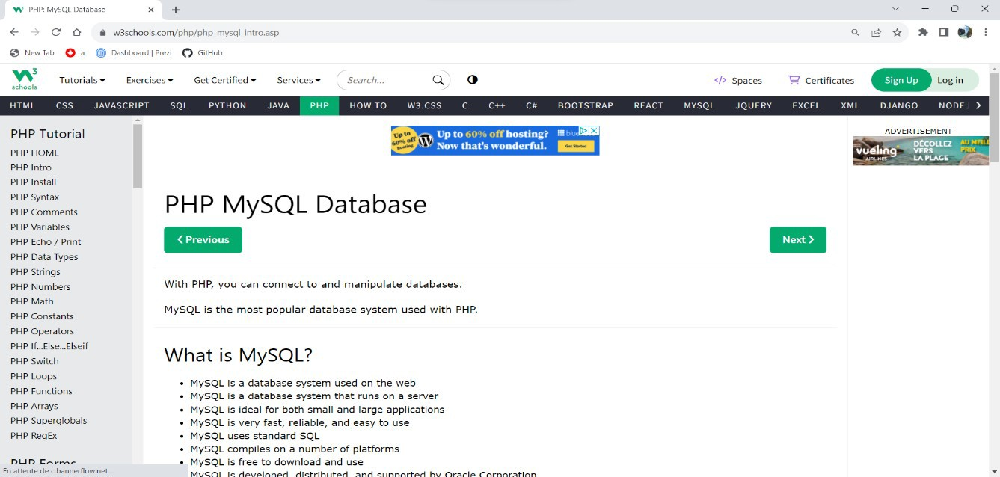 PHP: MySQL Database
w3schools.com/php/php_mysql_intro.asp
New Tab a Dashboard | Prezi GitHub
W3 schools
Tutorials Exercises Get Certified Services Search... Spaces Certificates Sign Up Log in
HTML CSS JAVASCRIPT SQL PYTHON JAVA PHP HOW TO W3.CSS C C++ C# BOOTSTRAP REACT MYSQL JQUERY EXCEL XML DJANGO
PHP Tutorial
PHP HOME
PHP Intro
PHP Install
PHP Syntax
PHP Comments
PHP Variables
PHP Echo / Print
PHP Data Types
PHP Strings
PHP Numbers
PHP Math
PHP Constants
PHP Operators
PHP If...Else...Elseif
PHP Switch
PHP Loops
PHP Functions
PHP Arrays
PHP Superglobals
PHP RegEx
PHP Forms
En attente de c.bannerflow.net...
Up to
60% off
hosting
Up to 60% off hosting?
Now that's wonderful.
blue
Get Started
PHP MySQL Database
Previous
Next
With PHP, you can connect to and manipulate databases.
MySQL is the most popular database system used with PHP.
What is MySQL?
MySQL is a database system used on the web
MySQL is a database system that runs on a server
MySQL is ideal for both small and large applications
MySQL is very fast, reliable, and easy to use
MySQL uses standard SQL
MySQL compiles on a number of platforms
MySQL is free to download and use
MySQL is developed, distributed, and supported by Oracle Corporation
ADVERTISEMENT
vueling
AIRLINES
DÉCOLLEZ
VERS
LA PLAGE
AU MEILL
PRIX